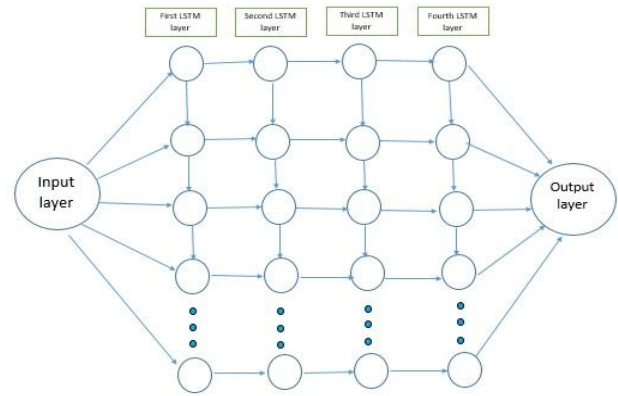 First LSTM
layer
Second LSTM
layer
Third LSTM
layer
Fourth LSTM
layer
Input
layer
Output
layer